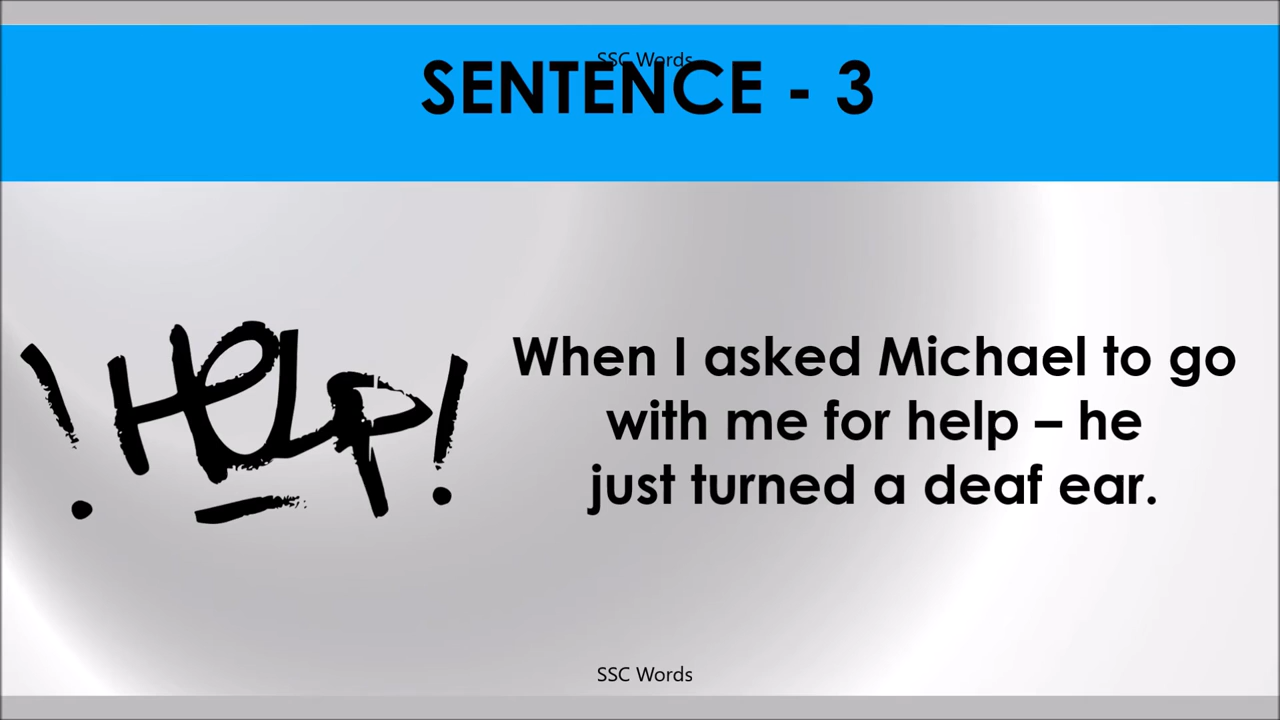 SSC Words
SENTENCE - 3
! HELP!
When I asked Michael to go
with me for help – he
just turned a deaf ear.
SSC Words